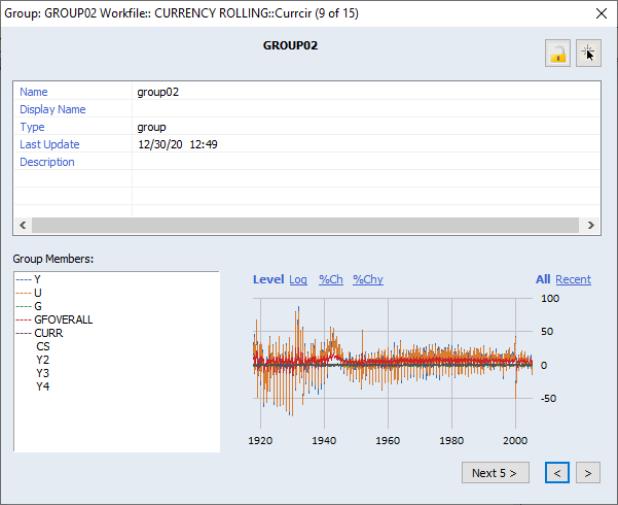 Group: GROUP02 Workfile:: CURRENCY ROLLING::Currcir (9 of 15)
GROUP02
Name group02
Display Name
Type group
Last Update 12/30/20 12:49
Description
Group Members:
Y
U
G
GFOVERALL
CURR
CS
Y2
Y3
Y4
Level Log %Ch %Chy All Recent
100
50
0
-50
1920 1940 1960 1980 2000
Next 5 > < >